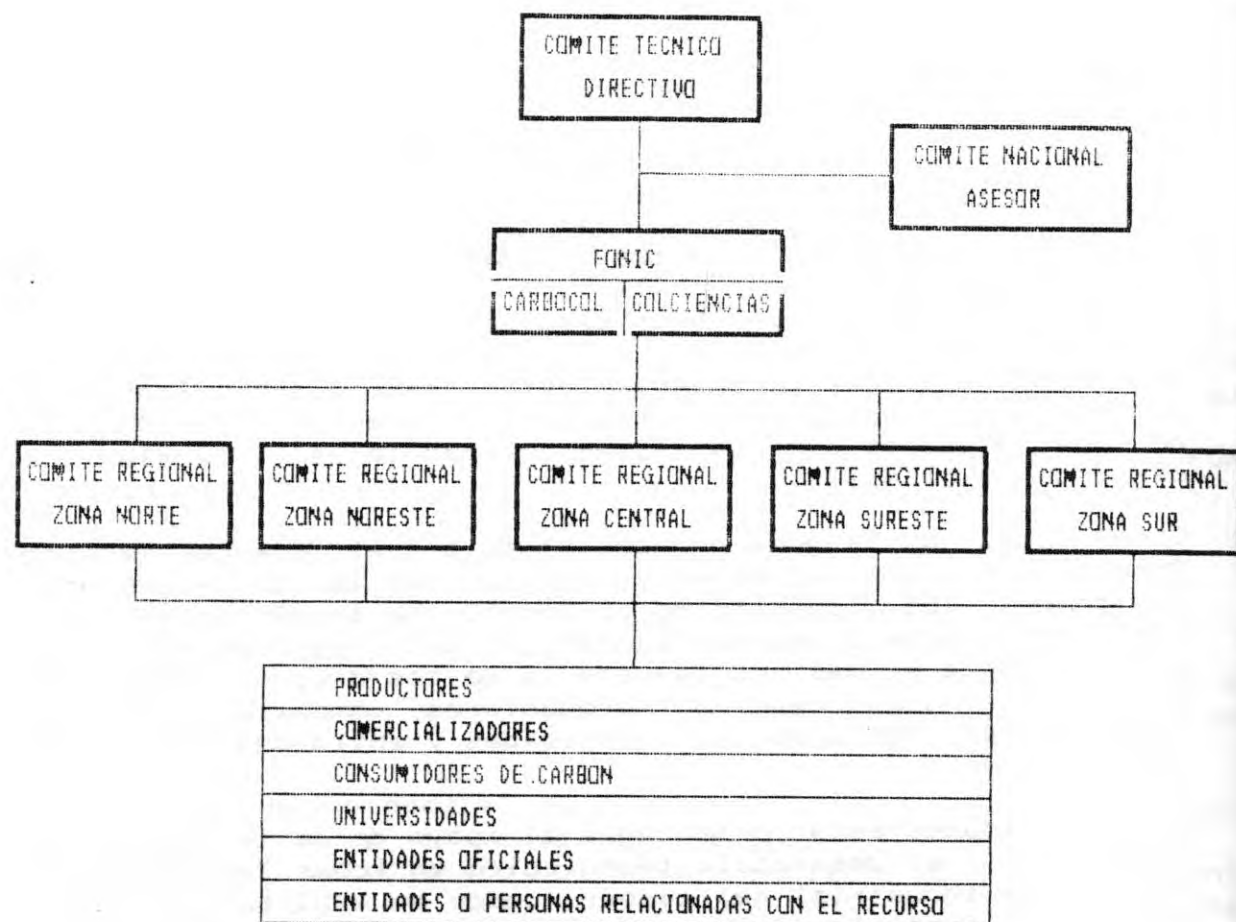 COMITE TECNICO
DIRECTIVO
COMITE NACIONAL
ASESOR
FONIC
CARBOCOL COLCIENCIAS
COMITE REGIONAL
ZONA NORTE
COMITE REGIONAL
ZONA NORESTE
COMITE REGIONAL
ZONA CENTRAL
COMITE REGIONAL
ZONA SURESTE
COMITE REGIONAL
ZONA SUR
PRODUCTORES
COMERCIALIZADORES
CONSUMIDORES DE CARBON
UNIVERSIDADES
ENTIDADES OFICIALES
ENTIDADES O PERSONAS RELACIONADAS CON EL RECURSO